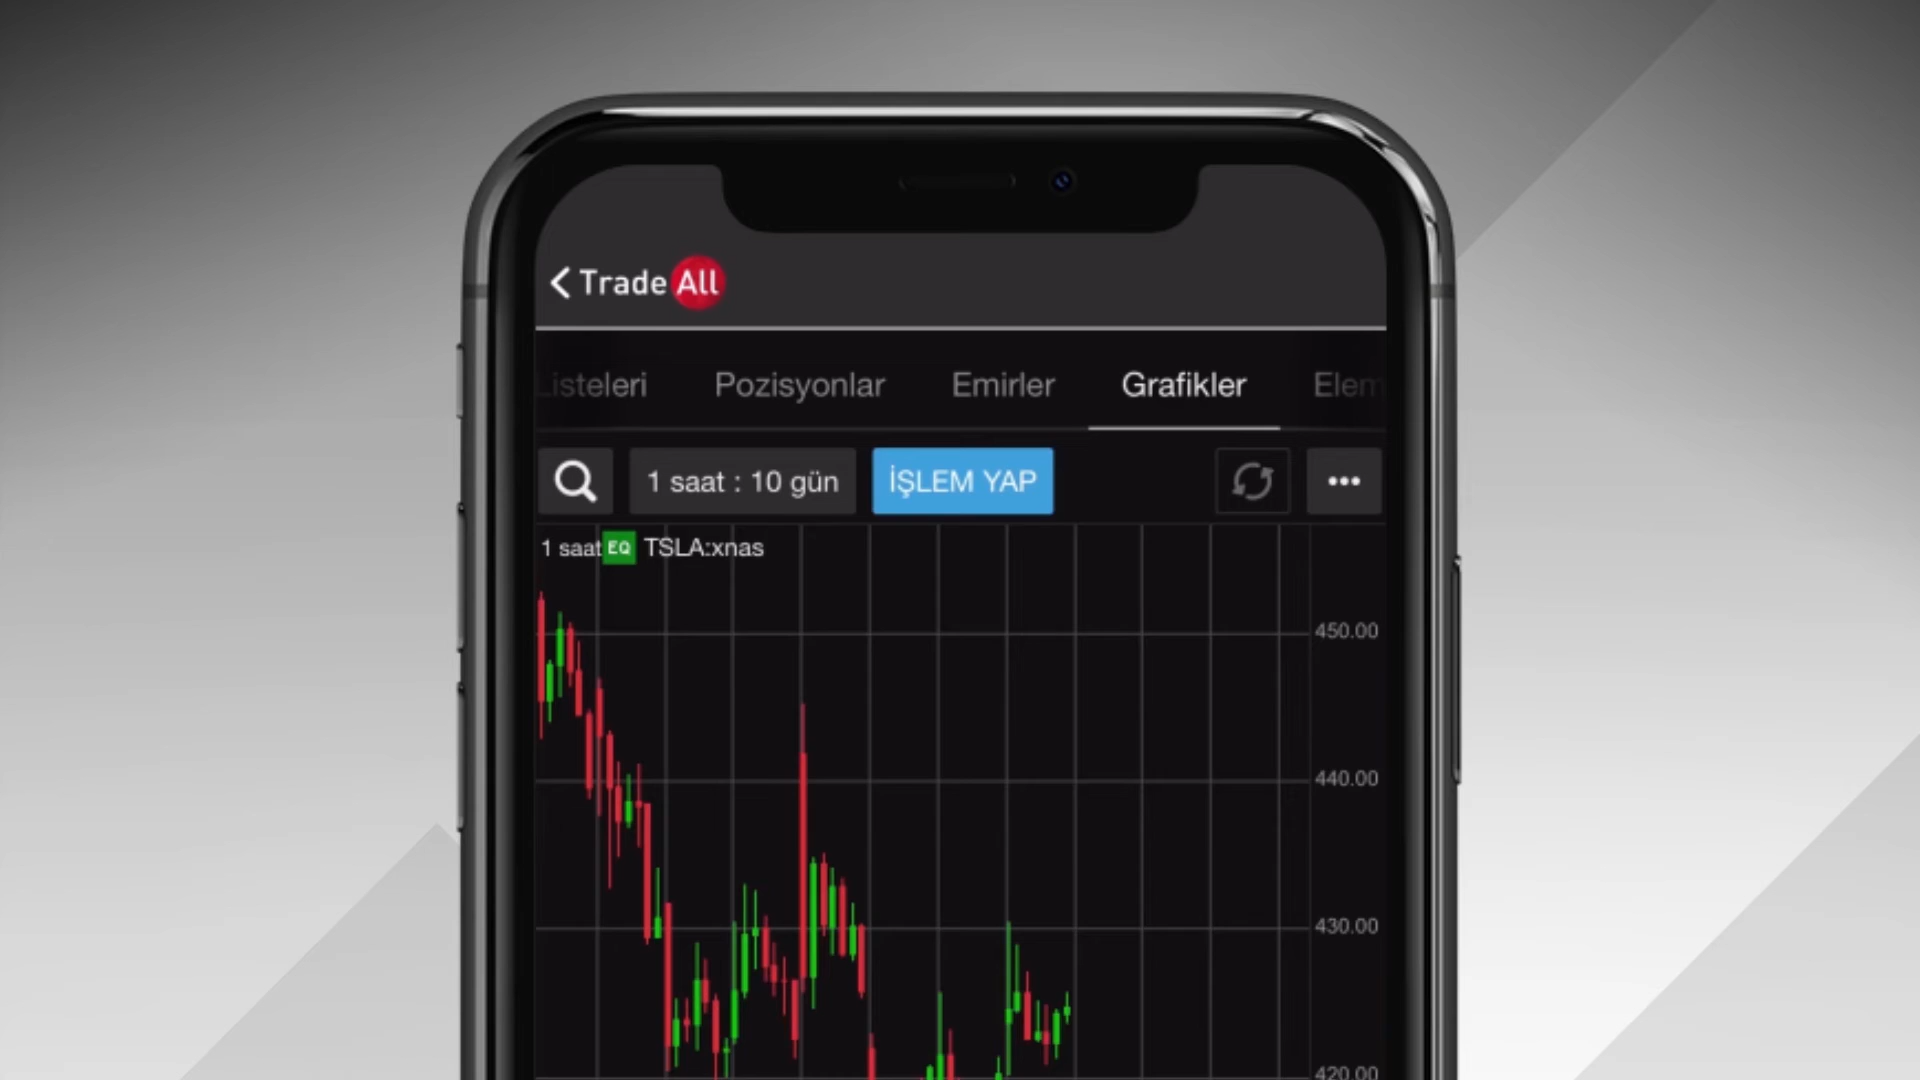 Trade All
Listeleri Pozisyonlar Emirler Grafikler Elem
1 saat : 10 gün İŞLEM YAP
1 saat EQ TSLA:xnas
450.00
440.00
430.00
420.00